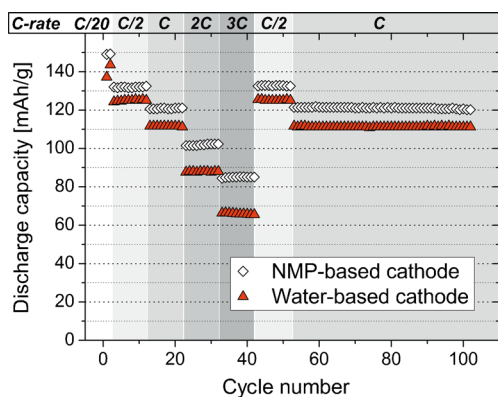 C-rate C/20 C/2 C 2C 3C C/2 C
Discharge capacity [mAh/g]
140
120
100
80
60
40
20
0
NMP-based cathode
Water-based cathode
0 20 40 60 80 100
Cycle number